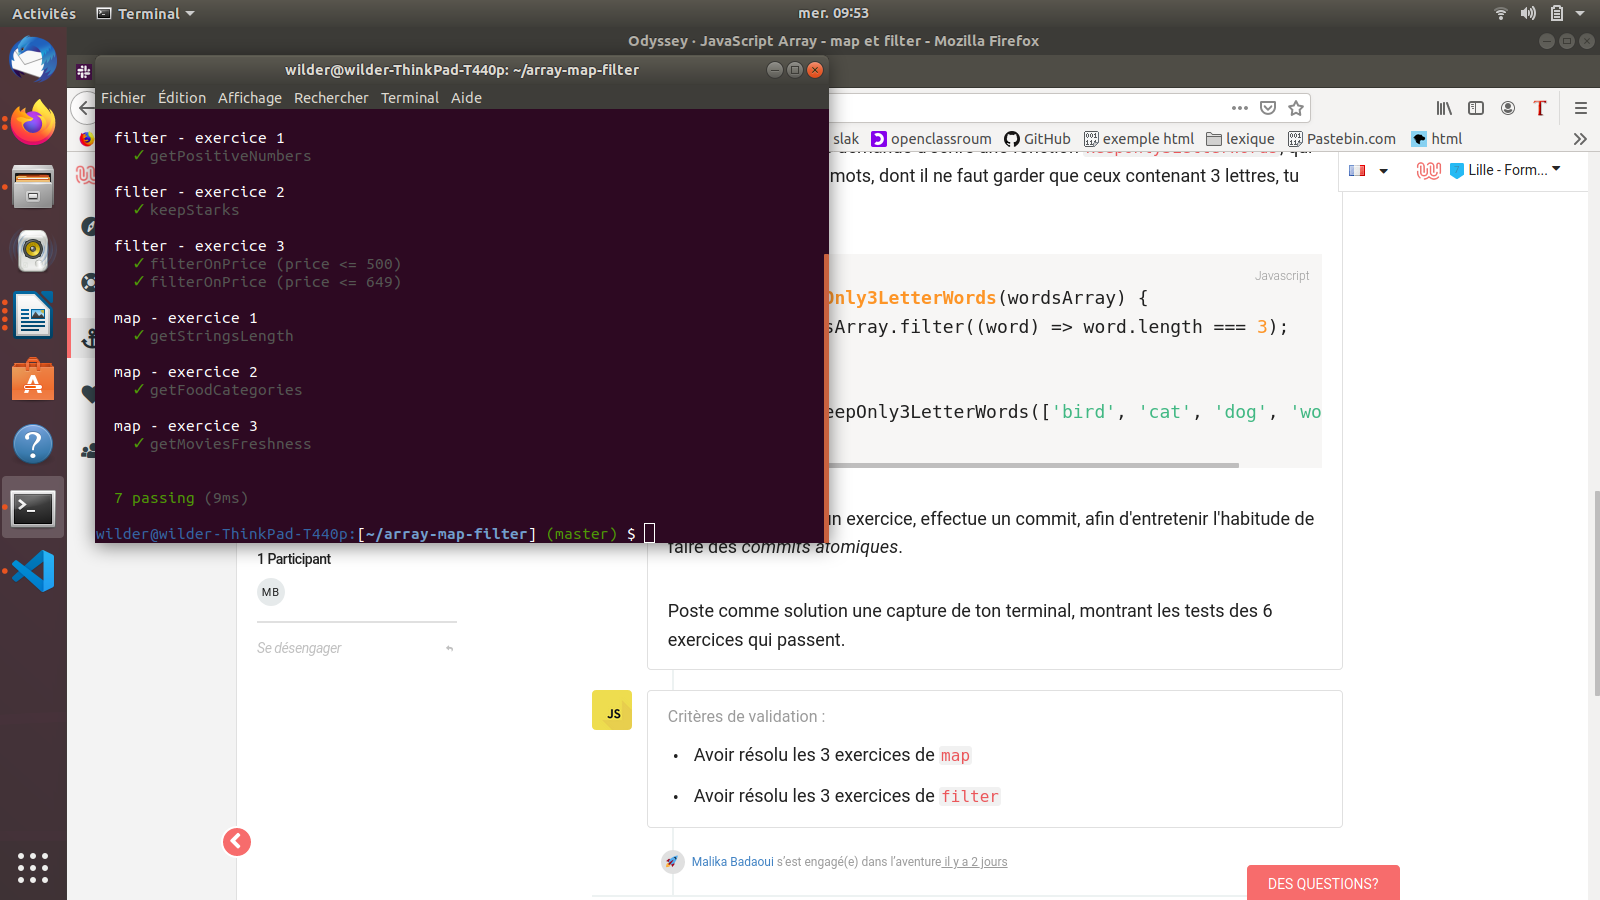 Activités
Terminal
mer. 09:53
Odyssey · JavaScript Array - map et filter - Mozilla Firefox
wilder@wilder-ThinkPad-T440p: ~/array-map-filter
Fichier Édition Affichage Rechercher Terminal Aide
filter - exercice 1
✓ getPositiveNumbers
filter - exercice 2
✓ keepStarks
filter - exercice 3
✓ filterOnPrice (price <= 500)
✓ filterOnPrice (price <= 649)
map - exercice 1
✓ getStringsLength
map - exercice 2
✓ getFoodCategories
map - exercice 3
✓ getMoviesFreshness
7 passing (9ms)
wilder@wilder-ThinkPad-T440p:[~/array-map-filter] (master) $
slak openclassroum GitHub exemple html lexique Pastebin.com html
Lille - Form...
mots, dont il ne faut garder que ceux contenant 3 lettres, tu
Javascript
Only3LetterWords(wordsArray) {
sArray.filter((word) => word.length === 3);
eepOnly3LetterWords(['bird', 'cat', 'dog', 'wo
un exercice, effectue un commit, afin d'entretenir l'habitude de
faire des commits atomiques.
Poste comme solution une capture de ton terminal, montrant les tests des 6
exercices qui passent.
1 Participant
MB
Se désengager
JS
Critères de validation :
• Avoir résolu les 3 exercices de map
• Avoir résolu les 3 exercices de filter
Malika Badaoui s'est engagé(e) dans l'aventure il y a 2 jours
DES QUESTIONS?